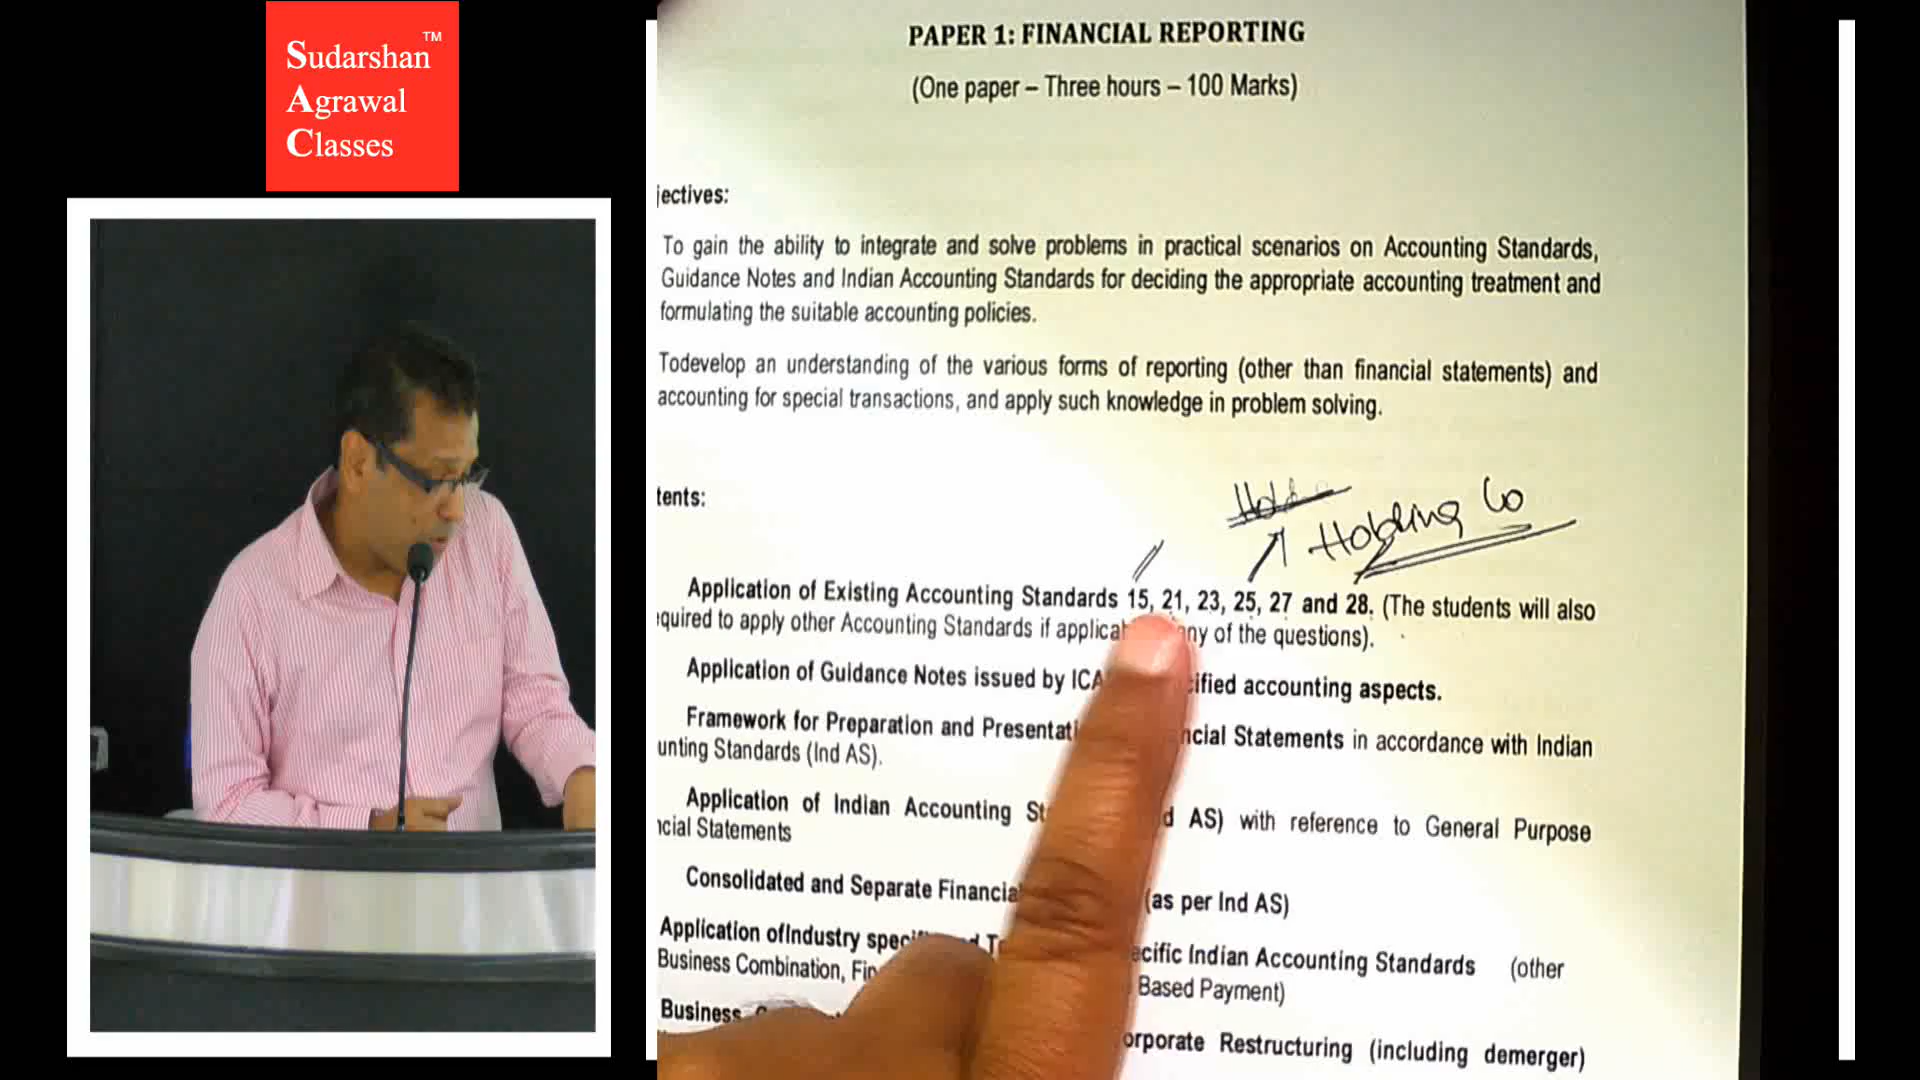 Sudarshan™
Agrawal
Classes
PAPER 1: FINANCIAL REPORTING
(One paper – Three hours – 100 Marks)
jectives:
To gain the ability to integrate and solve problems in practical scenarios on Accounting Standards,
Guidance Notes and Indian Accounting Standards for deciding the appropriate accounting treatment and
formulating the suitable accounting policies.
Todevelop an understanding of the various forms of reporting (other than financial statements) and
accounting for special transactions, and apply such knowledge in problem solving.
tents:
Holding Co
Application of Existing Accounting Standards 15, 21, 23, 25, 27 and 28. (The students will also
quired to apply other Accounting Standards if applica ny of the questions).
Application of Guidance Notes issued by ICA ified accounting aspects.
Framework for Preparation and Presentati ncial Statements in accordance with Indian
unting Standards (Ind AS).
Application of Indian Accounting St d AS) with reference to General Purpose
ncial Statements
Consolidated and Separate Financia (as per Ind AS)
Application ofIndustry speci ecific Indian Accounting Standards (other
Business Combination, Fin Based Payment)
Business orporate Restructuring (including demerger)